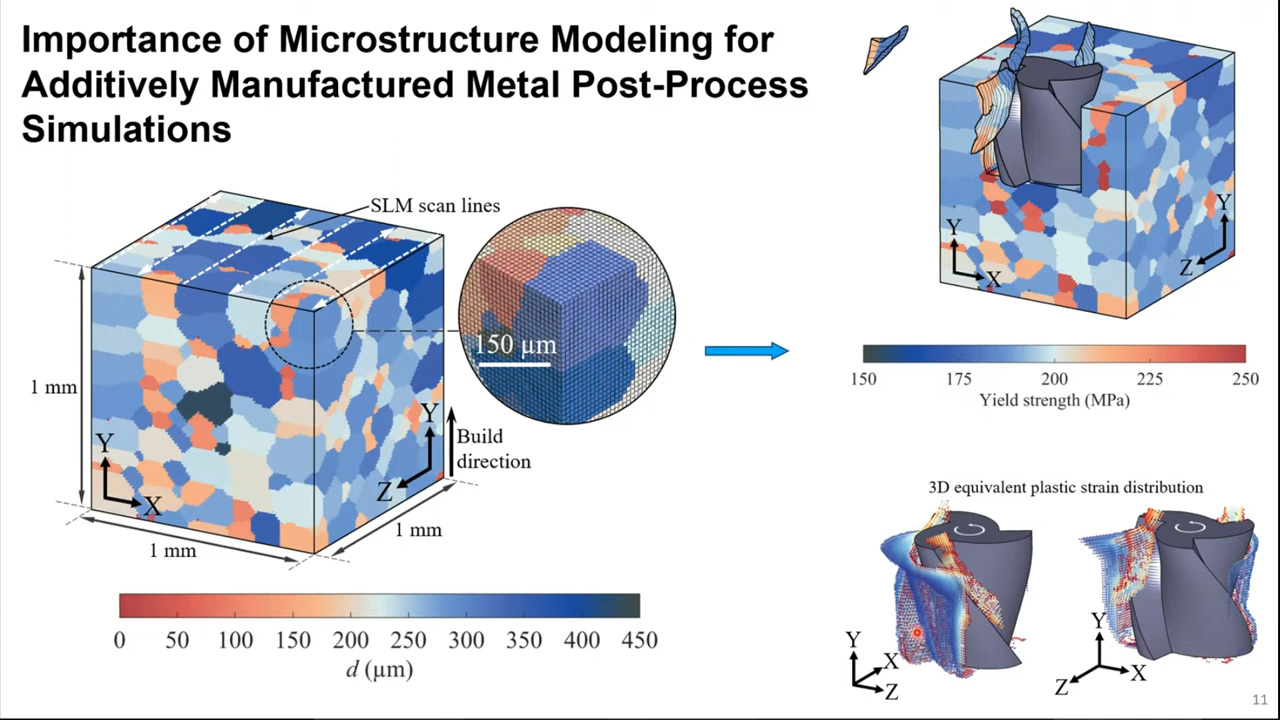 Importance of Microstructure Modeling for
Additively Manufactured Metal Post-Process
Simulations
SLM scan lines
150 μm
1 mm
Y
X
Y
Z
Build
direction
1 mm
1 mm
0 50 100 150 200 250 300 350 400 450
d (μm)
Y
X
Y
Z
150 175 200 225 250
Yield strength (MPa)
3D equivalent plastic strain distribution
Y
X
Z
Y
X
Z
11